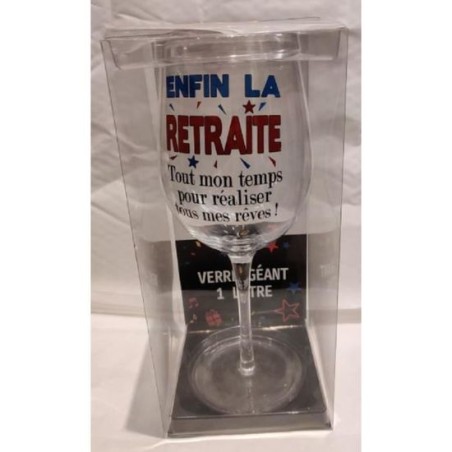 ENFIN LA
RETRAITE
Tout mon temps
pour réaliser
tous mes rêves !
VERRE GÉANT
1 LITRE